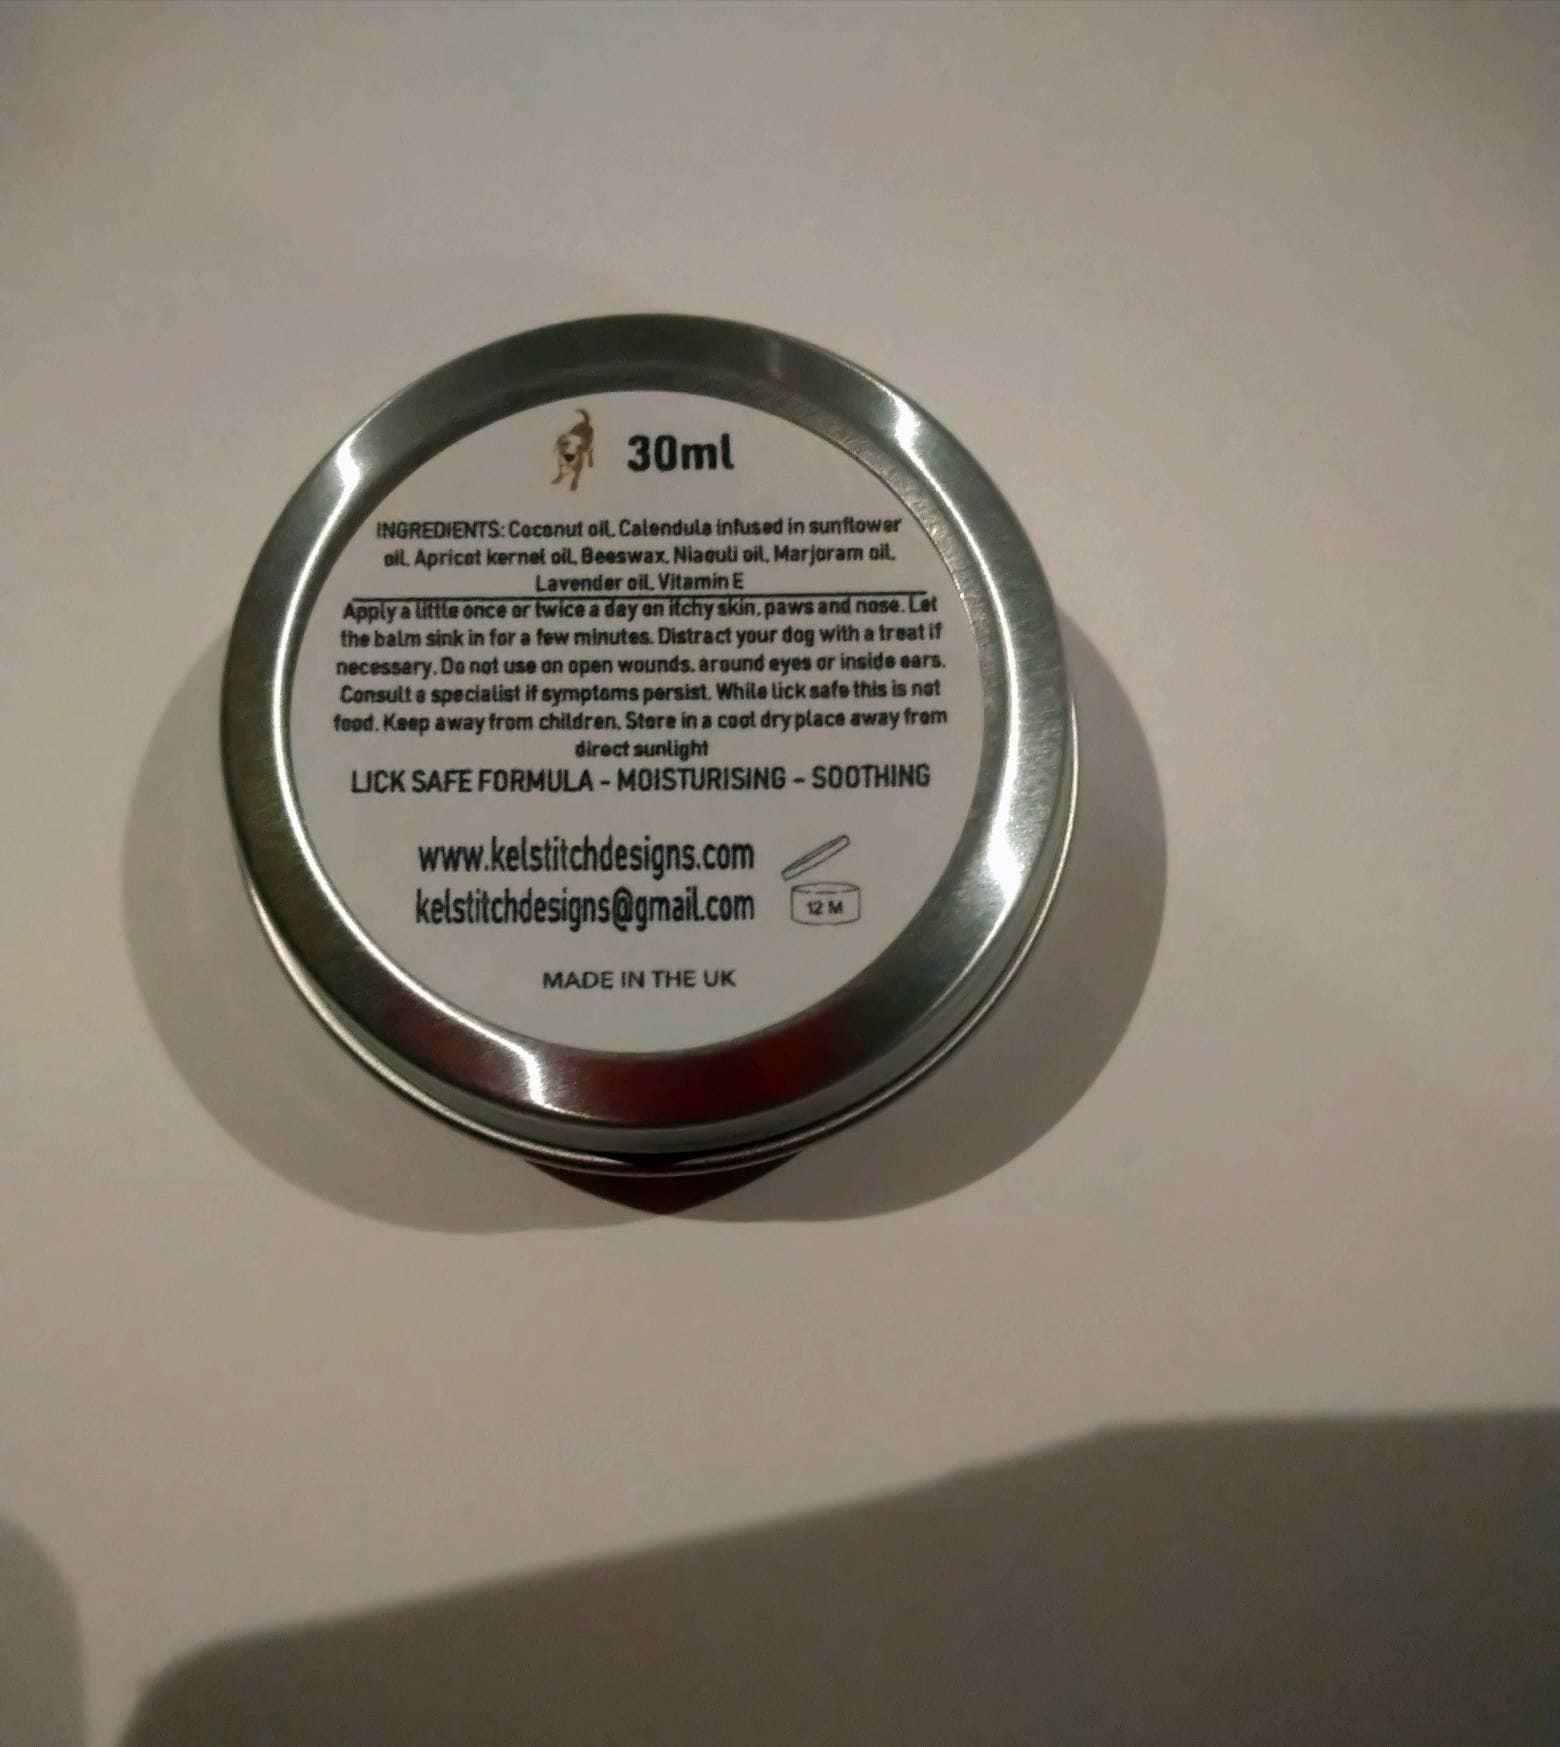 30ml
INGREDIENTS: Coconut oil, Calendula infused in sunflower
oil, Apricot kernel oil, Beeswax, Niaouli oil, Marjoram oil,
Lavender oil, Vitamin E
Apply a little once or twice a day on itchy skin, paws and nose. Let
the balm sink in for a few minutes. Distract your dog with a treat if
necessary. Do not use on open wounds, around eyes or inside ears.
Consult a specialist if symptoms persist. While lick safe this is not
food. Keep away from children. Store in a cool dry place away from
direct sunlight
LICK SAFE FORMULA - MOISTURISING - SOOTHING
www.kelstitchdesigns.com
kelstitchdesigns@gmail.com
12 M
MADE IN THE UK